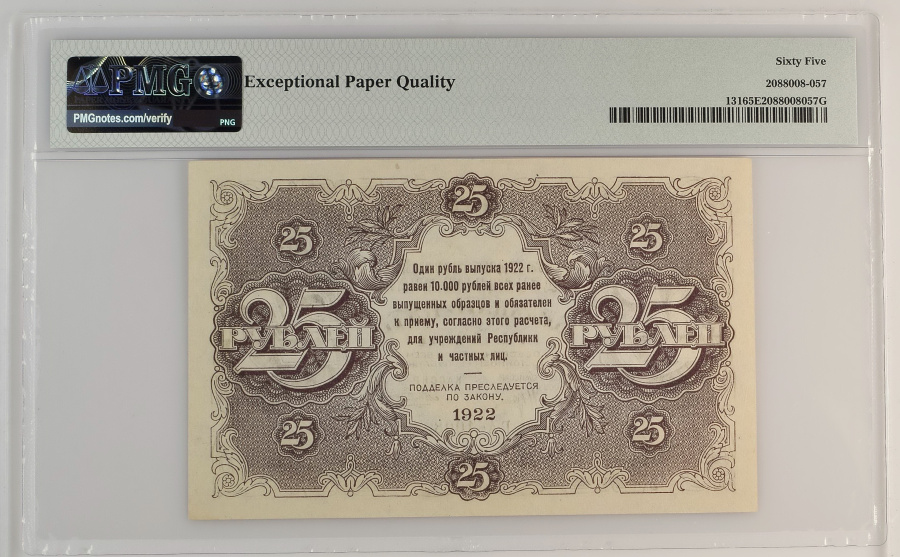 PMG
PMGnotes.com/verify
PNG
Exceptional Paper Quality
Sixty Five
2088008-057
13165E2088008057G
25
25
25
25 РУБЛЕЙ
25 РУБЛЕЙ
Один рубль выпуска 1922 г.
равен 10.000 рублей всех ранее
выпущенных образцов и обязателен
к приему, согласно этого расчета,
для учреждений Республики
и частных лиц.
ПОДДЕЛКА ПРЕСЛЕДУЕТСЯ
ПО ЗАКОНУ.
1922
25
25
25